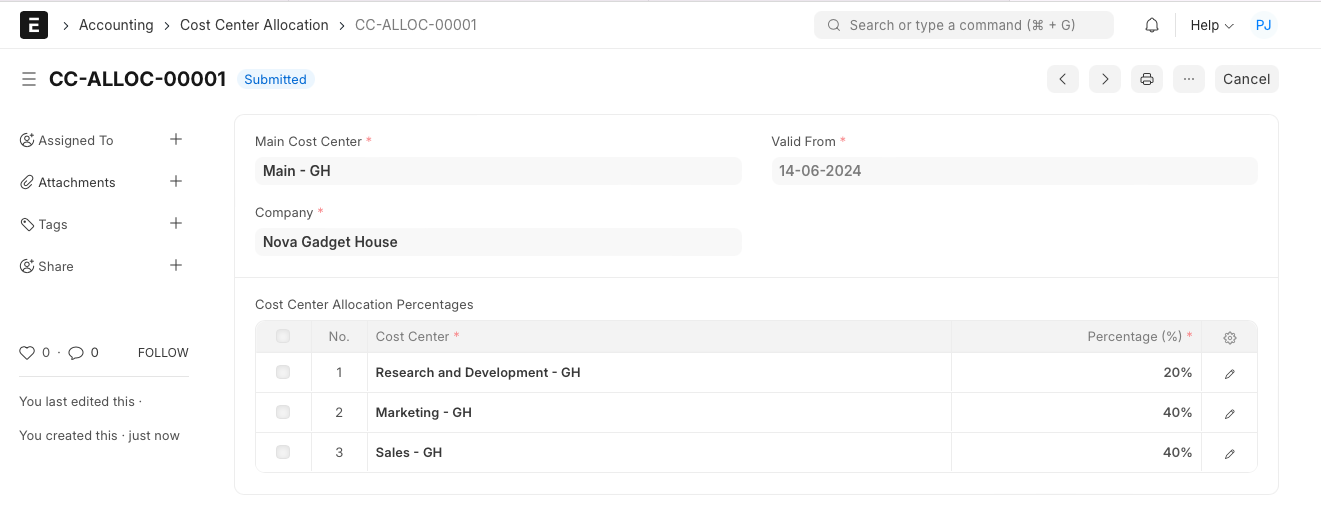 E Accounting Cost Center Allocation CC-ALLOC-00001 Search or type a command (⌘ + G) Help PJ
CC-ALLOC-00001 Submitted ... Cancel
Assigned To +
Attachments +
Tags +
Share +
0 · 0 FOLLOW
You last edited this ·
You created this · just now
Main Cost Center * Valid From *
Main - GH 14-06-2024
Company *
Nova Gadget House
Cost Center Allocation Percentages
No. Cost Center * Percentage (%) *
1 Research and Development - GH 20%
2 Marketing - GH 40%
3 Sales - GH 40%